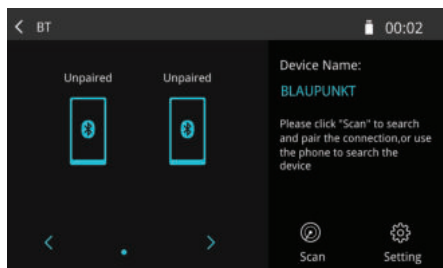 BT
00:02
Unpaired
Unpaired
Device Name:
BLAUPUNKT
Please click "Scan" to search
and pair the connection,or use
the phone to search the
device
Scan
Setting